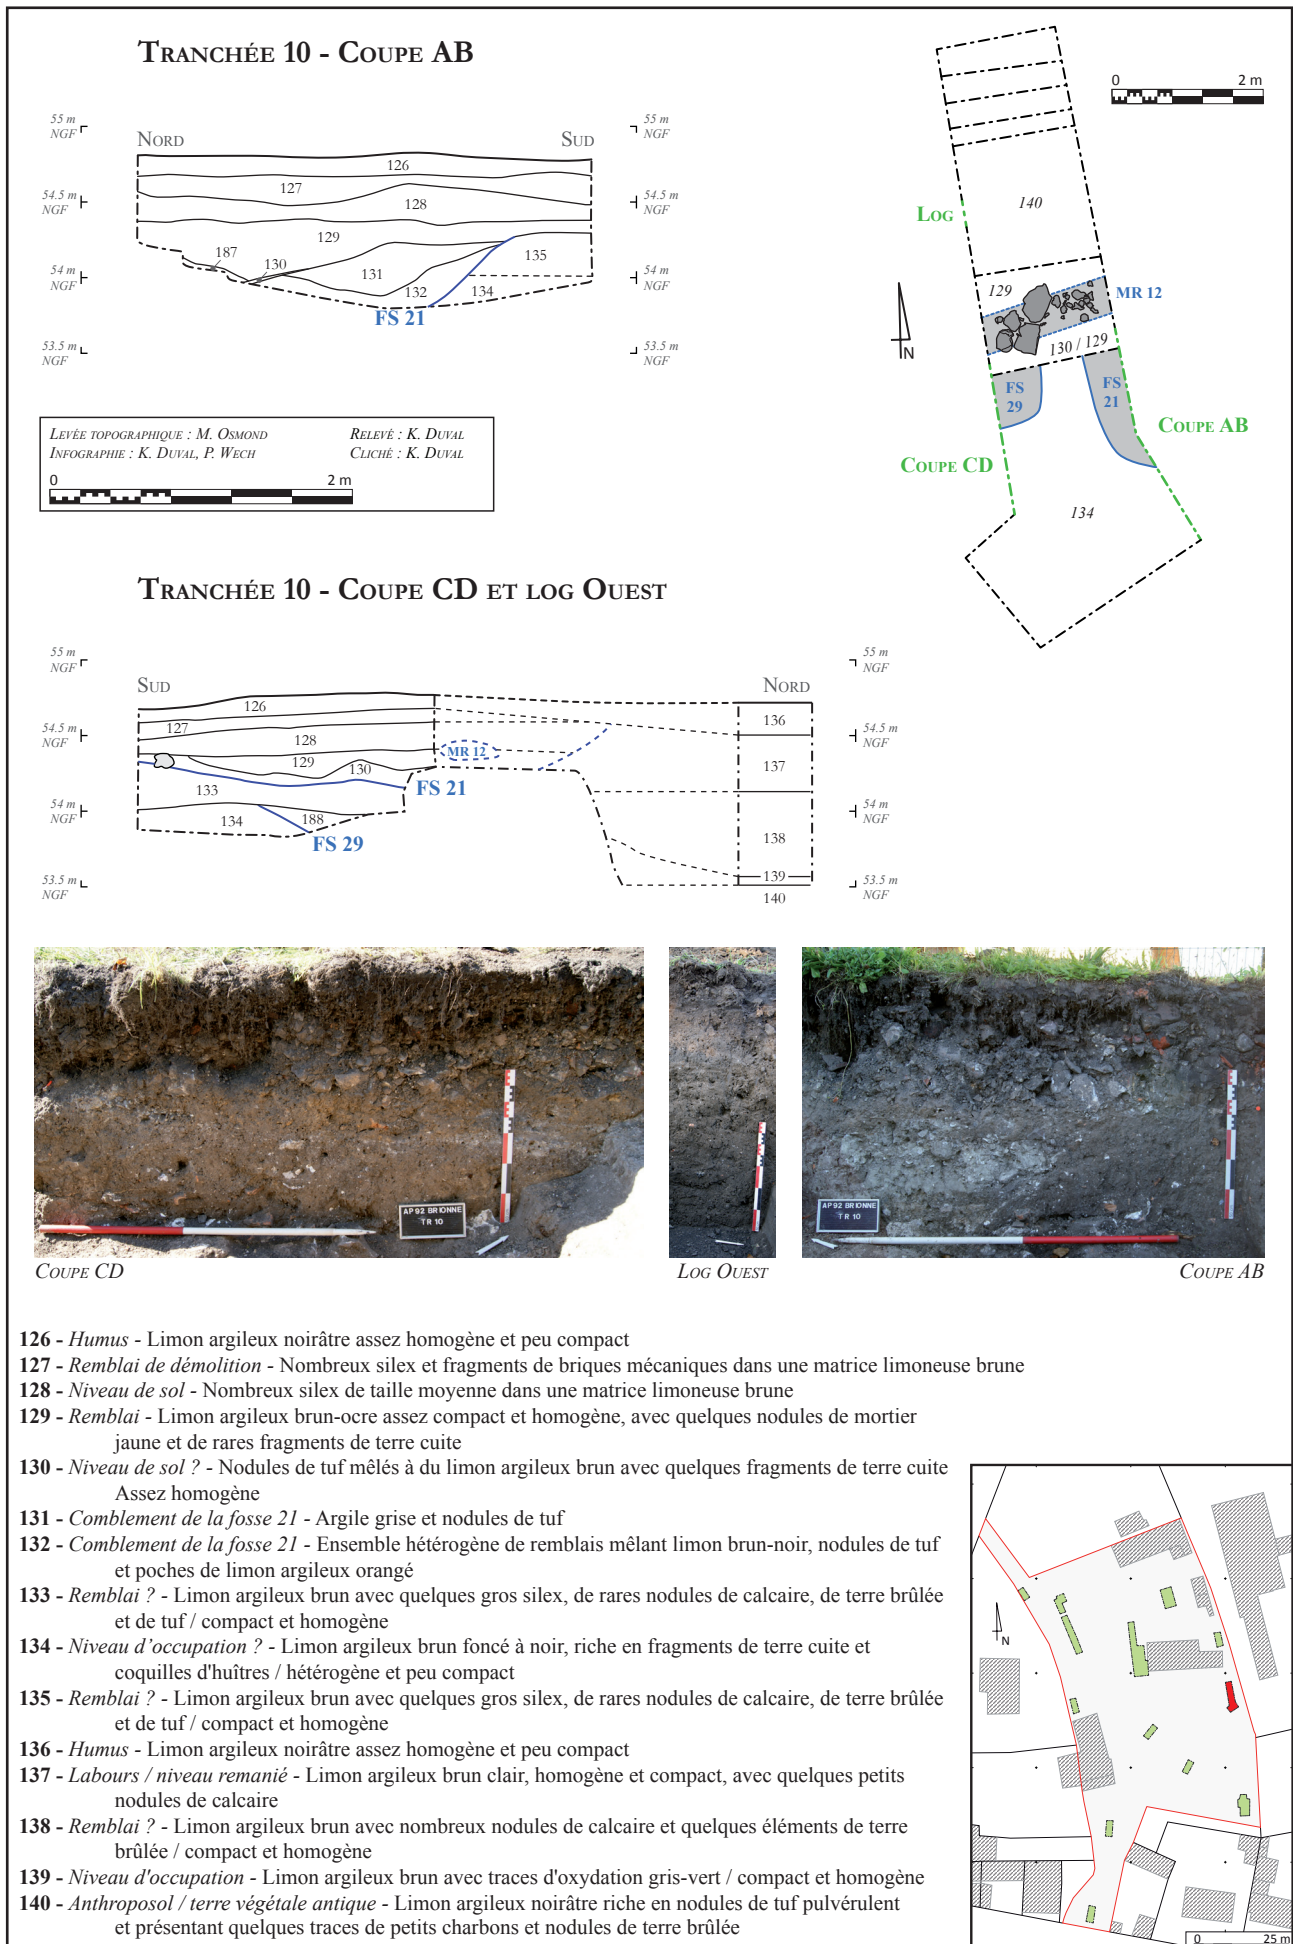 Tranchée 10 - Coupe AB
55 m
NGF
54.5 m
NGF
54 m
NGF
53.5 m
NGF
Nord
Sud
126
127
128
129
187
130
131
132
135
134
FS 21
55 m
NGF
54.5 m
NGF
54 m
NGF
53.5 m
NGF
0 2 m
Log
140
129
MR 12
130 / 129
FS
29
FS
21
Coupe AB
Coupe CD
134
N
Levée topographique : M. Osmond Relevé : K. Duval
Infographie : K. Duval, P. Wech Cliché : K. Duval
0 2 m
Tranchée 10 - Coupe CD et log Ouest
55 m
NGF
54.5 m
NGF
54 m
NGF
53.5 m
NGF
Sud
Nord
126
127
128
129
130
133
134
188
MR 12
FS 21
FS 29
136
137
138
139
140
55 m
NGF
54.5 m
NGF
54 m
NGF
53.5 m
NGF
AP 92 BRIONNE
TR 10
AP 92 BRIONNE
TR 10
Coupe CD
Log Ouest
Coupe AB
126 - Humus - Limon argileux noirâtre assez homogène et peu compact
127 - Remblai de démolition - Nombreux silex et fragments de briques mécaniques dans une matrice limoneuse brune
128 - Niveau de sol - Nombreux silex de taille moyenne dans une matrice limoneuse brune
129 - Remblai - Limon argileux brun-ocre assez compact et homogène, avec quelques nodules de mortier
jaune et de rares fragments de terre cuite
130 - Niveau de sol ? - Nodules de tuf mêlés à du limon argileux brun avec quelques fragments de terre cuite
Assez homogène
131 - Comblement de la fosse 21 - Argile grise et nodules de tuf
132 - Comblement de la fosse 21 - Ensemble hétérogène de remblais mêlant limon brun-noir, nodules de tuf
et poches de limon argileux orangé
133 - Remblai ? - Limon argileux brun avec quelques gros silex, de rares nodules de calcaire, de terre brûlée
et de tuf / compact et homogène
134 - Niveau d'occupation ? - Limon argileux brun foncé à noir, riche en fragments de terre cuite et
coquilles d'huîtres / hétérogène et peu compact
135 - Remblai ? - Limon argileux brun avec quelques gros silex, de rares nodules de calcaire, de terre brûlée
et de tuf / compact et homogène
136 - Humus - Limon argileux noirâtre assez homogène et peu compact
137 - Labours / niveau remanié - Limon argileux brun clair, homogène et compact, avec quelques petits
nodules de calcaire
138 - Remblai ? - Limon argileux brun avec nombreux nodules de calcaire et quelques éléments de terre
brûlée / compact et homogène
139 - Niveau d'occupation - Limon argileux brun avec traces d'oxydation gris-vert / compact et homogène
140 - Anthroposol / terre végétale antique - Limon argileux noirâtre riche en nodules de tuf pulvérulent
et présentant quelques traces de petits charbons et nodules de terre brûlée
N
0 25 m